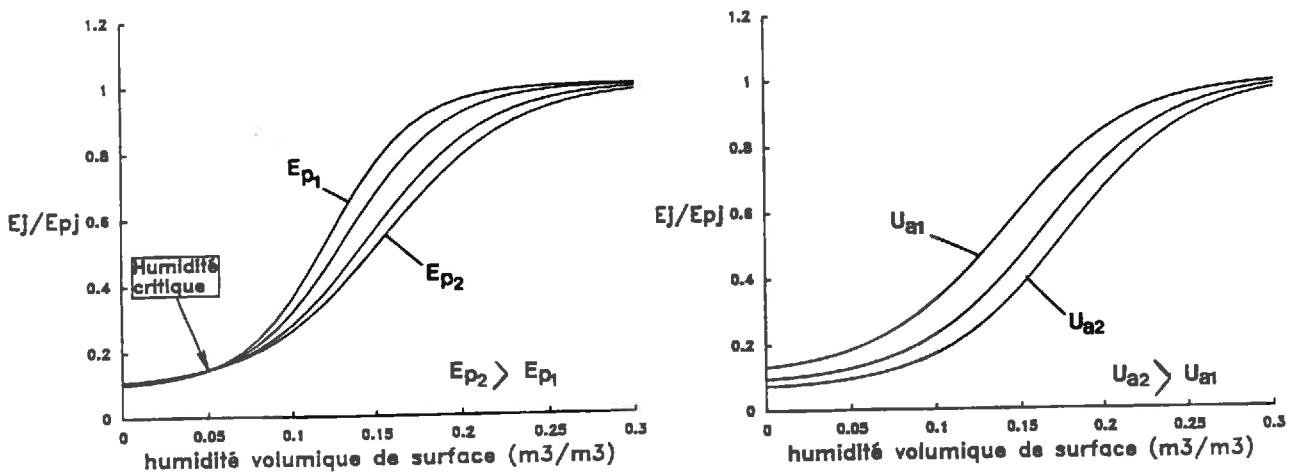 1.2
1
0.8
0.6
0.4
0.2
0
Ej/Epj
Ep1
Ep2
Humidité
critique
Ep2 > Ep1
0 0.05 0.1 0.15 0.2 0.25 0.3
humidité volumique de surface (m3/m3)
1.2
1
0.8
0.6
0.4
0.2
0
Ej/Epj
Ua1
Ua2
Ua2 > Ua1
0 0.05 0.1 0.15 0.2 0.25 0.3
humidité volumique de surface (m3/m3)